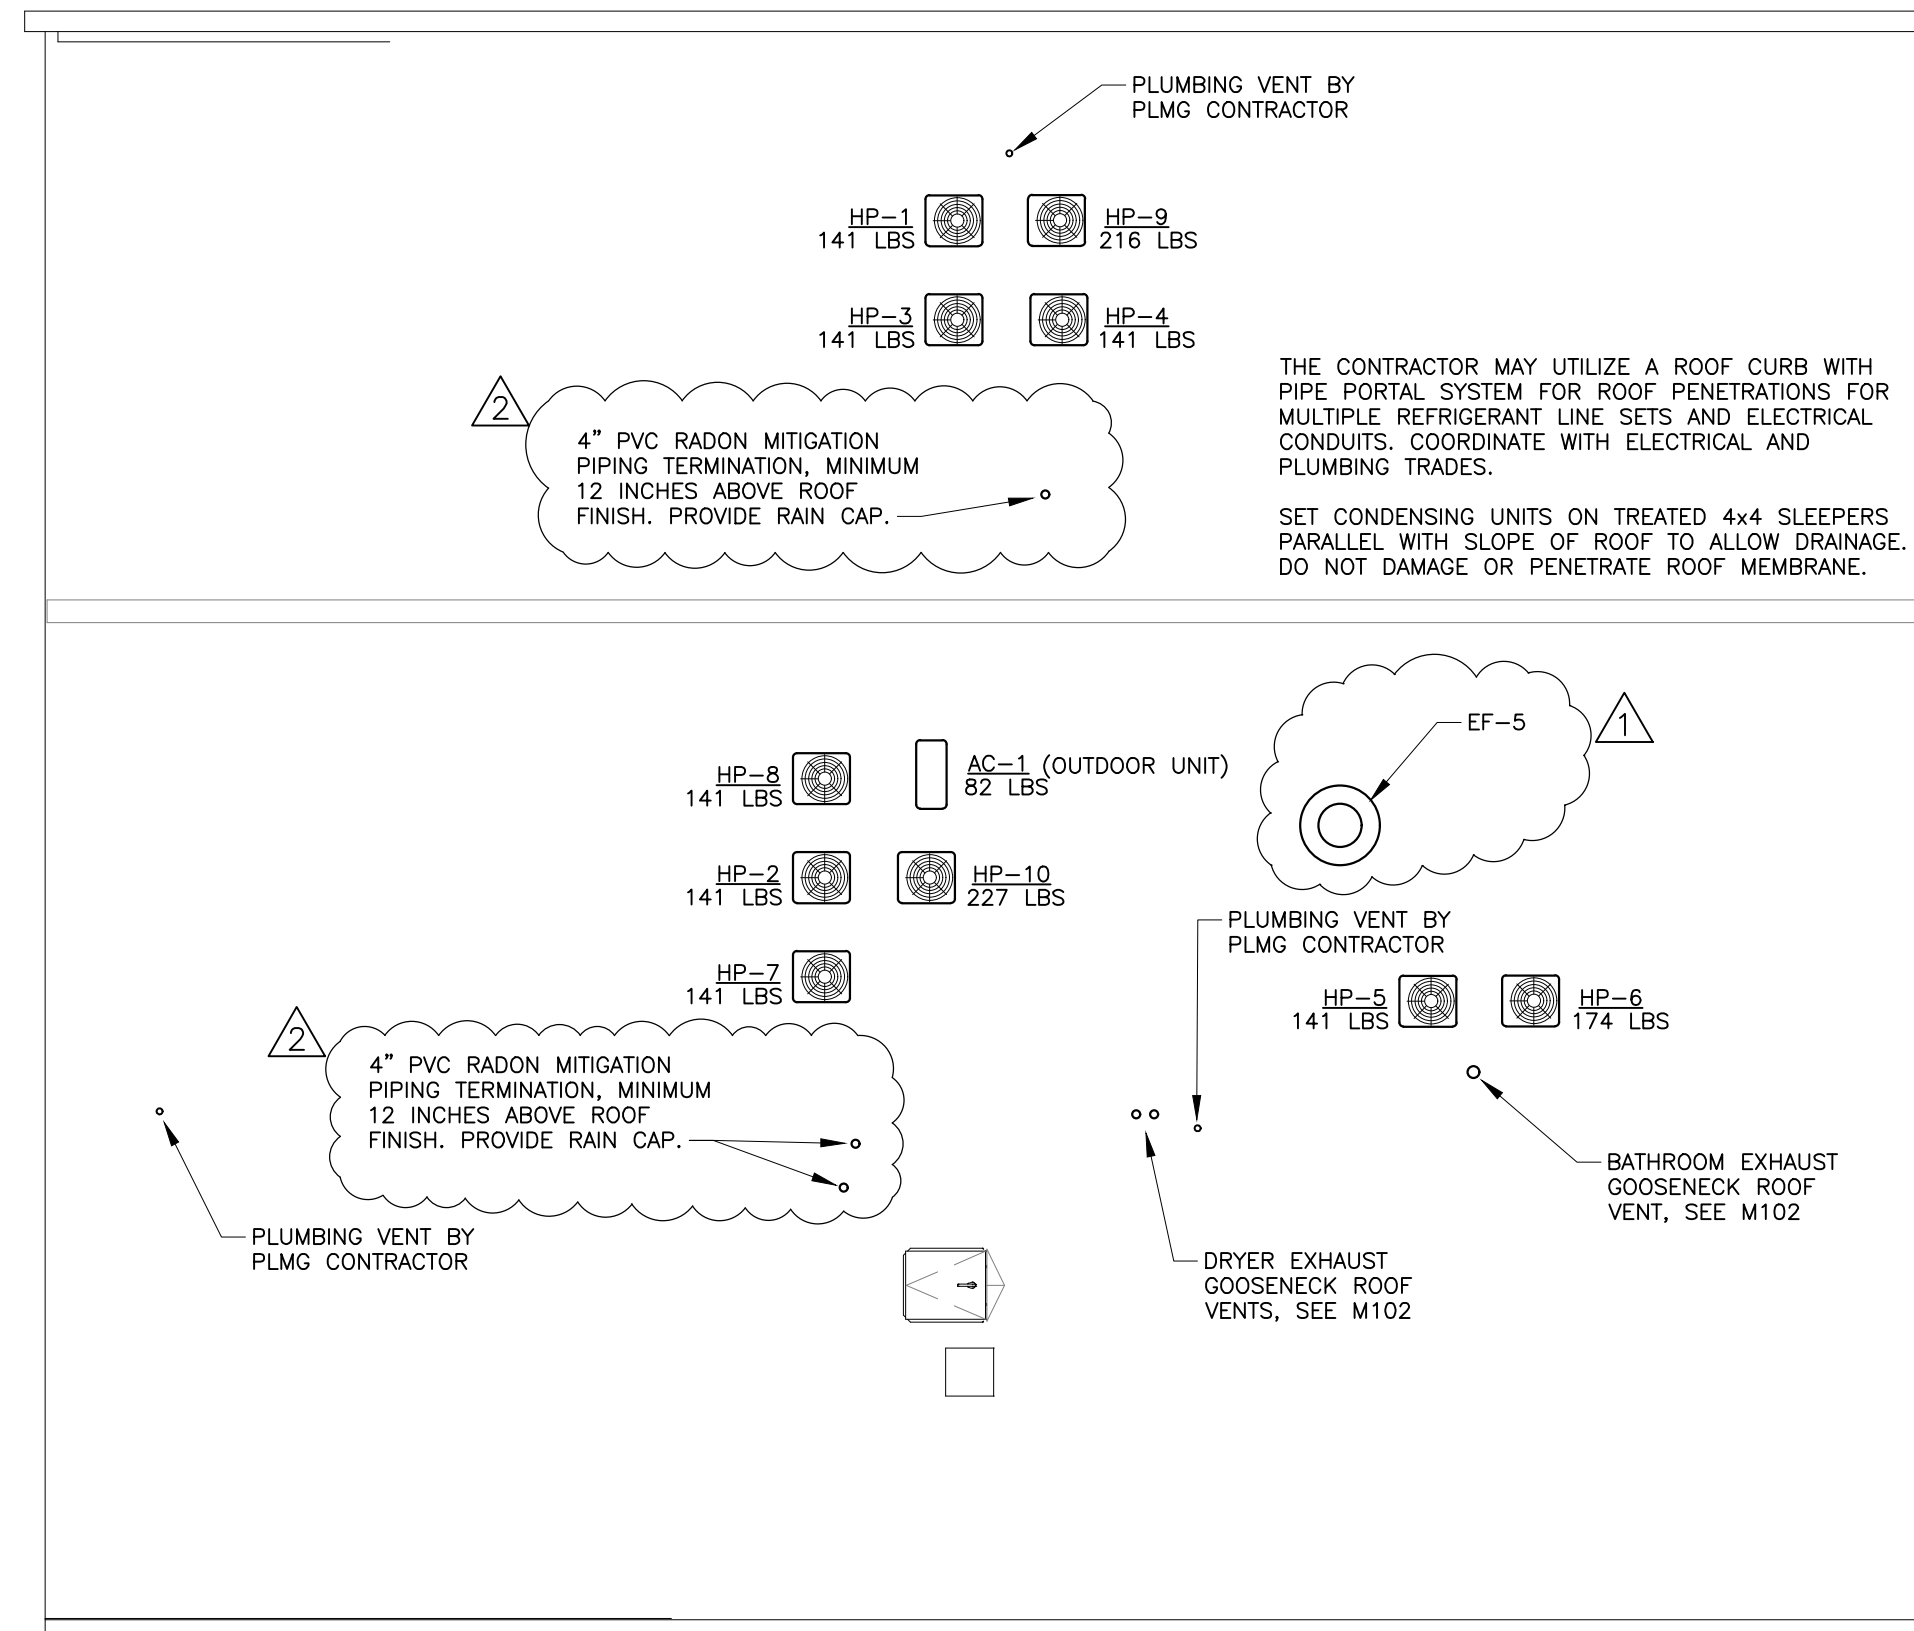 PLUMBING VENT BY
PLMG CONTRACTOR
HP-1
141 LBS
HP-9
216 LBS
HP-3
141 LBS
HP-4
141 LBS
THE CONTRACTOR MAY UTILIZE A ROOF CURB WITH
PIPE PORTAL SYSTEM FOR ROOF PENETRATIONS FOR
MULTIPLE REFRIGERANT LINE SETS AND ELECTRICAL
CONDUITS. COORDINATE WITH ELECTRICAL AND
PLUMBING TRADES.
SET CONDENSING UNITS ON TREATED 4x4 SLEEPERS
PARALLEL WITH SLOPE OF ROOF TO ALLOW DRAINAGE.
DO NOT DAMAGE OR PENETRATE ROOF MEMBRANE.
2
4" PVC RADON MITIGATION
PIPING TERMINATION, MINIMUM
12 INCHES ABOVE ROOF
FINISH. PROVIDE RAIN CAP.
EF-5
1
HP-8
141 LBS
AC-1 (OUTDOOR UNIT)
82 LBS
HP-2
141 LBS
HP-10
227 LBS
PLUMBING VENT BY
PLMG CONTRACTOR
HP-7
141 LBS
HP-5
141 LBS
HP-6
174 LBS
2
4" PVC RADON MITIGATION
PIPING TERMINATION, MINIMUM
12 INCHES ABOVE ROOF
FINISH. PROVIDE RAIN CAP.
BATHROOM EXHAUST
GOOSENECK ROOF
VENT, SEE M102
PLUMBING VENT BY
PLMG CONTRACTOR
DRYER EXHAUST
GOOSENECK ROOF
VENTS, SEE M102